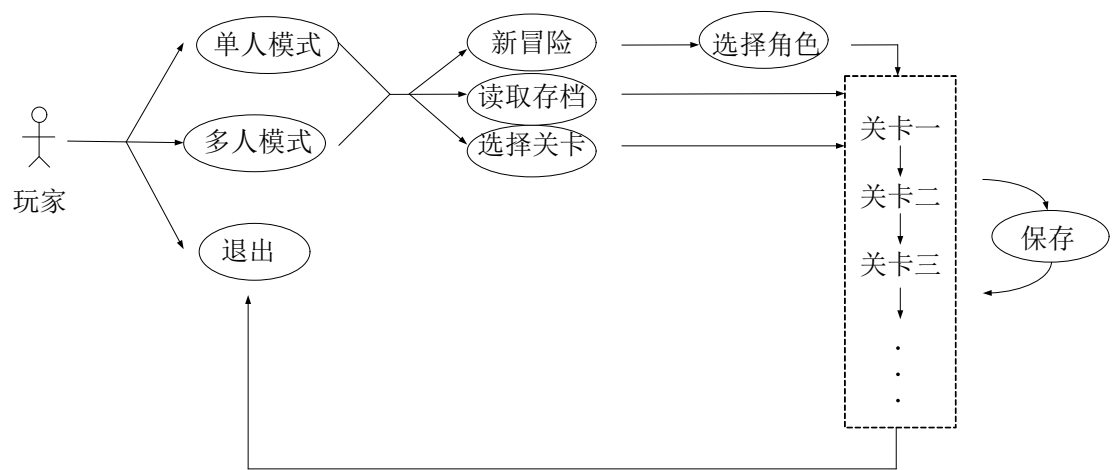 单人模式
新冒险
选择角色
读取存档
多人模式
选择关卡
关卡一
玩家
关卡二
退出
保存
关卡三